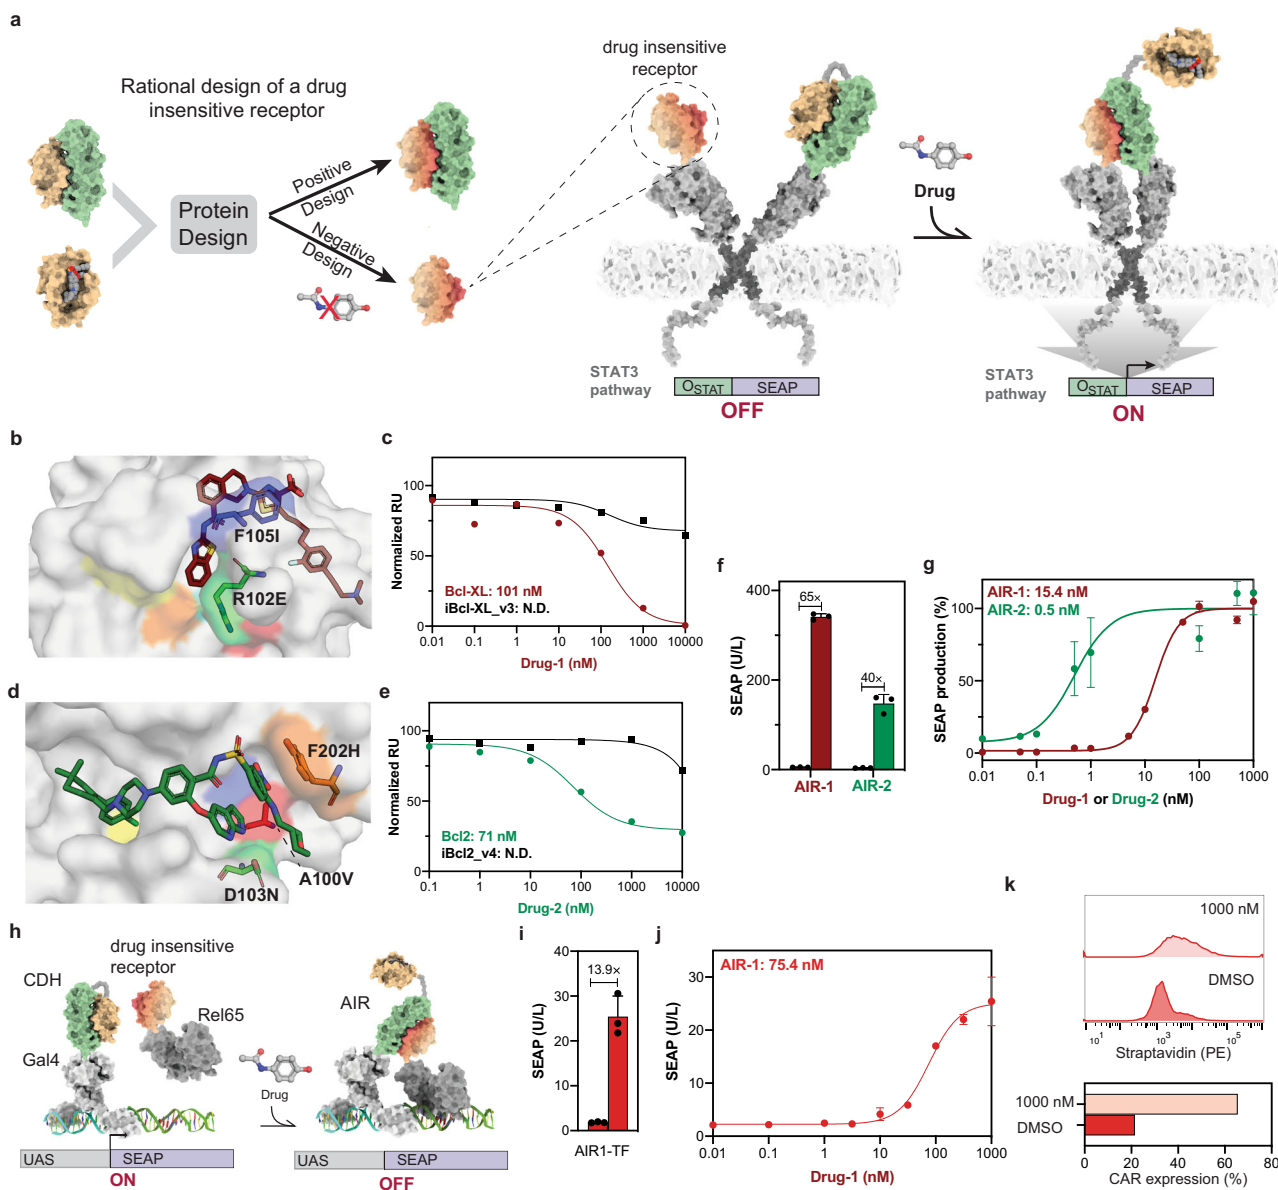 a
Rational design of a drug
insensitive receptor
Protein
Design
Positive
Design
Negative
Design
drug insensitive
receptor
Drug
STAT3
pathway
OSTAT
SEAP
OFF
STAT3
pathway
OSTAT
SEAP
ON
b
F105I
R102E
c
Normalized RU
100
50
0
Bcl-XL: 101 nM
iBcl-XL_v3: N.D.
0.01 0.1 1 10 100 1000 10000
Drug-1 (nM)
d
F202H
A100V
D103N
e
Normalized RU
100
50
0
Bcl2: 71 nM
iBcl2_v4: N.D.
0.1 1 10 100 1000 10000
Drug-2 (nM)
f
SEAP (U/L)
400
200
0
65×
40×
AIR-1 AIR-2
g
SEAP production (%)
100
50
0
AIR-1: 15.4 nM
AIR-2: 0.5 nM
0.01 0.1 1 10 100 1000
Drug-1 or Drug-2 (nM)
h
drug insensitive
receptor
CDH
Rel65
Gal4
UAS
SEAP
ON
Drug
AIR
UAS
SEAP
OFF
i
SEAP (U/L)
40
30
20
10
0
13.9×
AIR1-TF
j
SEAP (U/L)
30
20
10
0
AIR-1: 75.4 nM
0.01 0.1 1 10 100 1000
Drug-1 (nM)
k
1000 nM
DMSO
10¹ 10³ 10⁵
Streptavidin (PE)
1000 nM
DMSO
0 20 40 60 80
CAR expression (%)